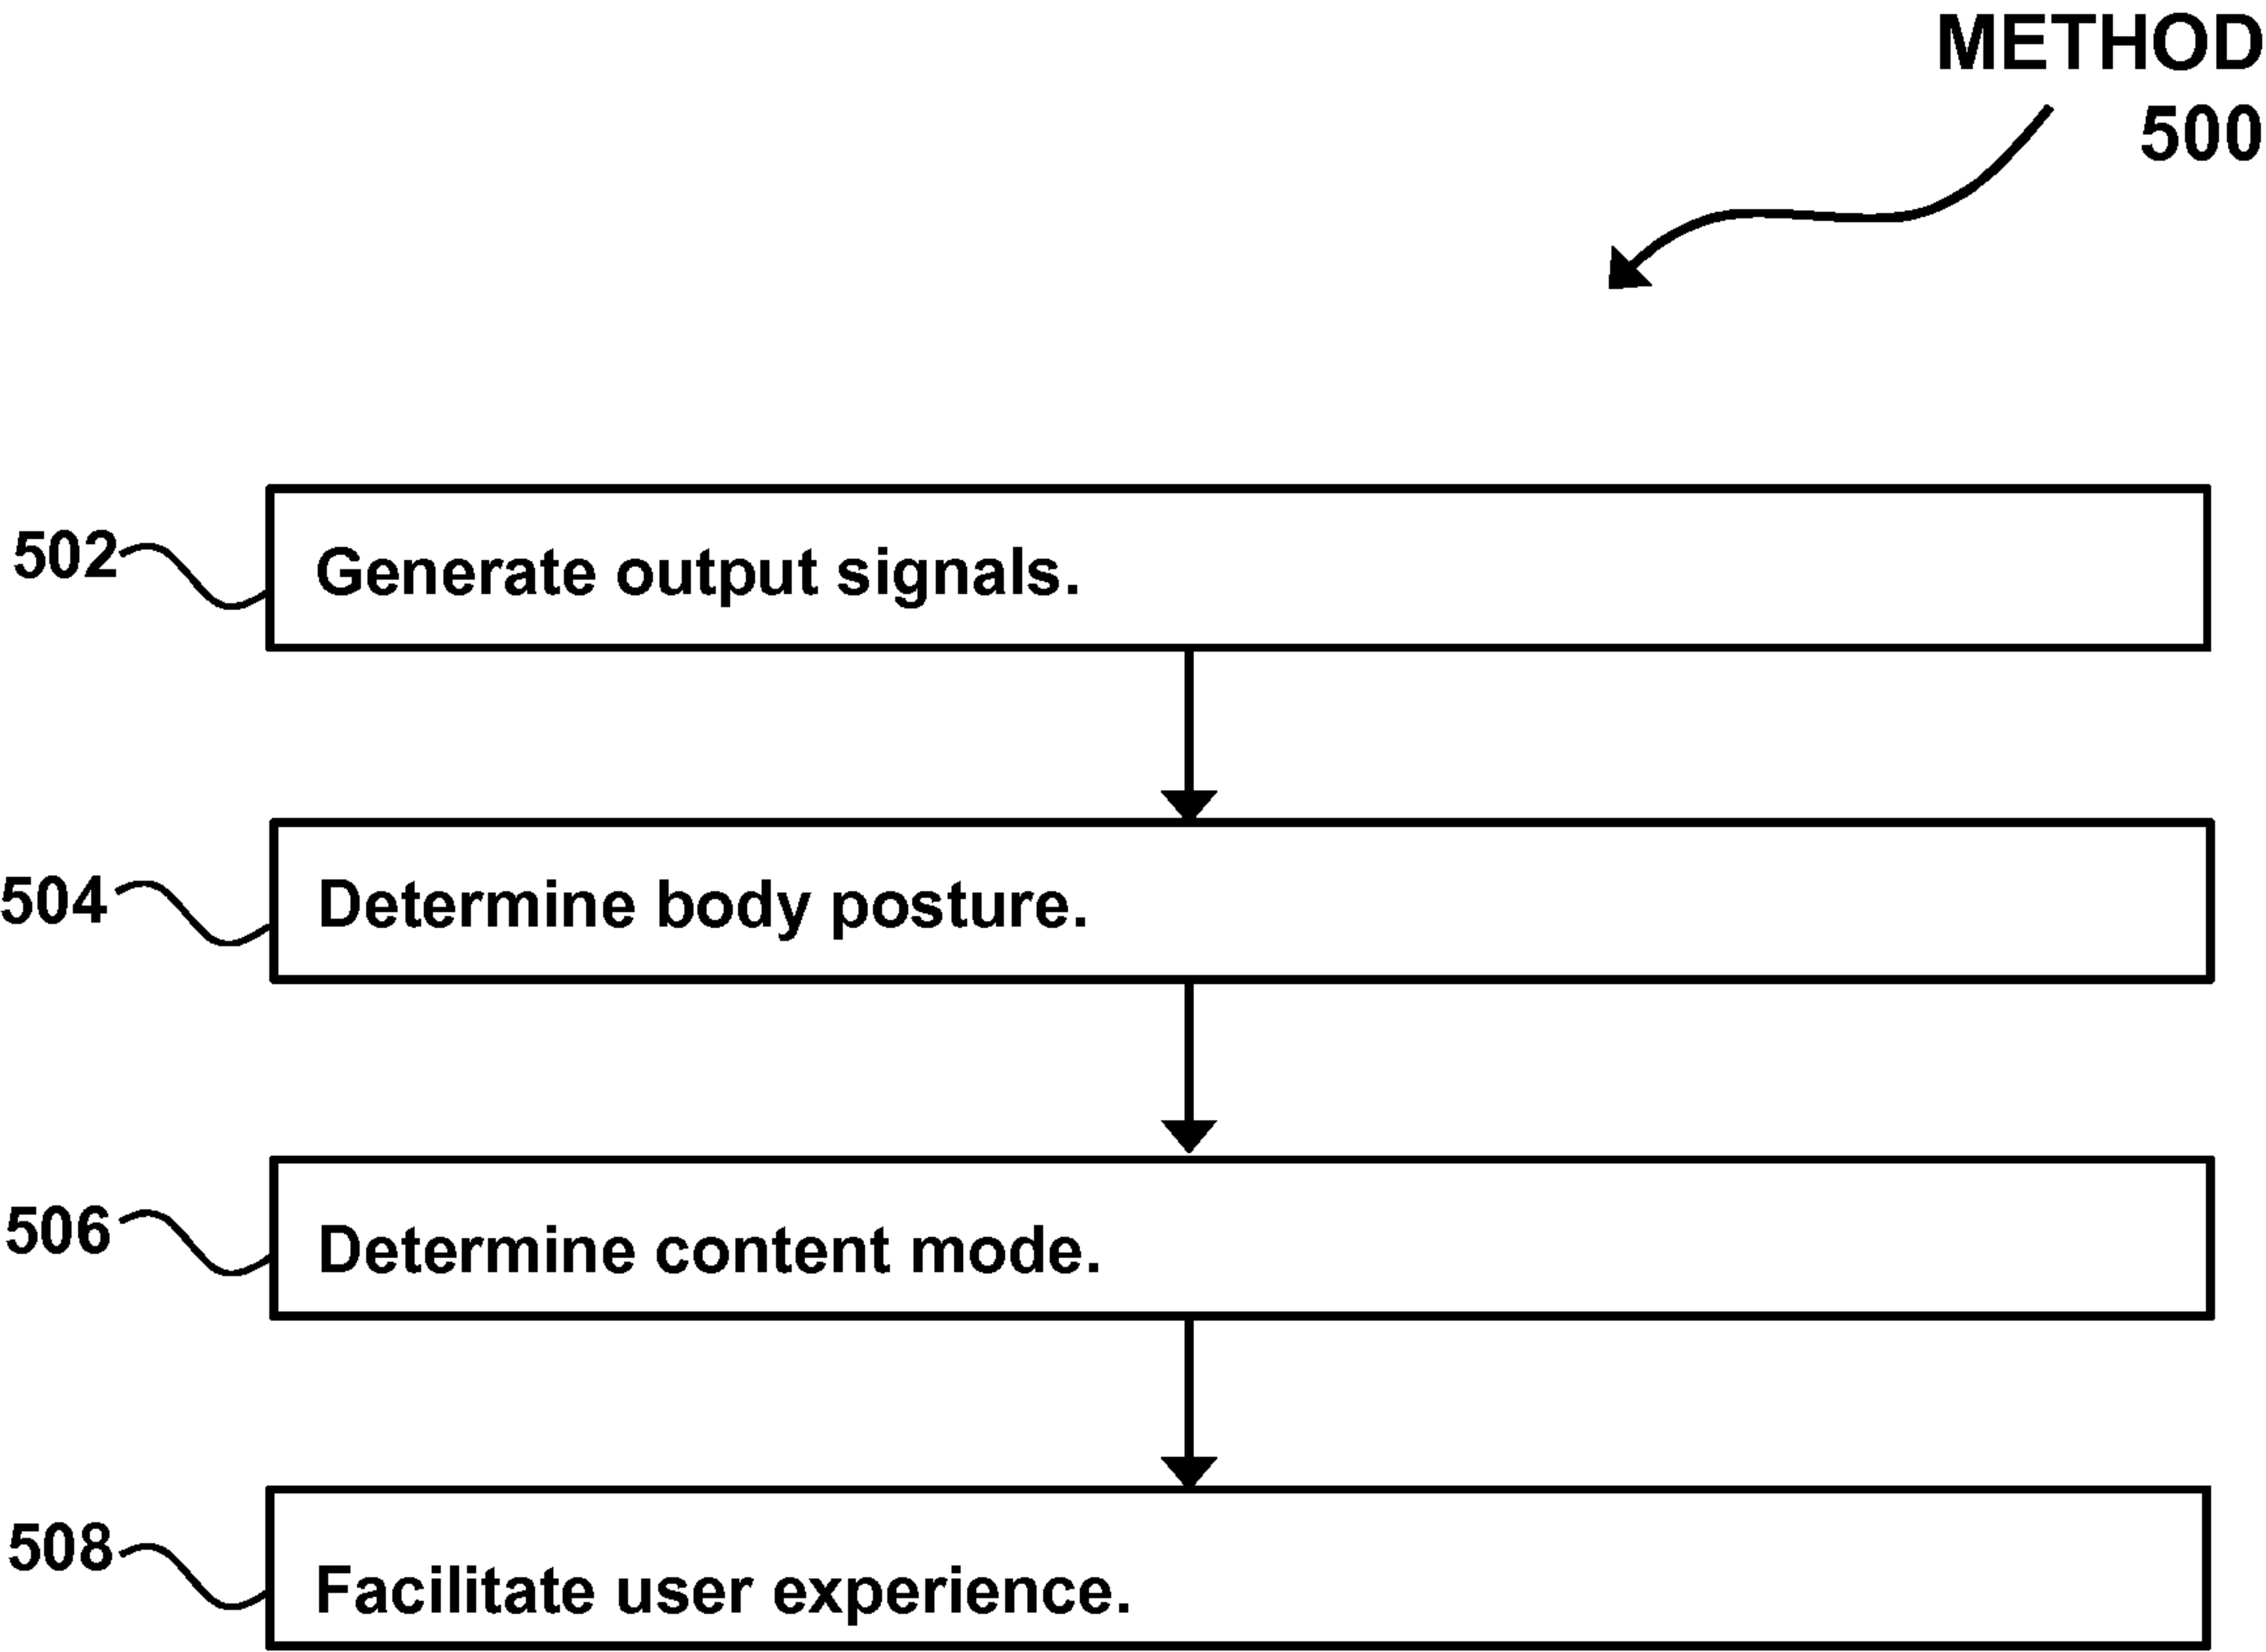 METHOD
500
502
Generate output signals.
504
Determine body posture.
506
Determine content mode.
508
Facilitate user experience.